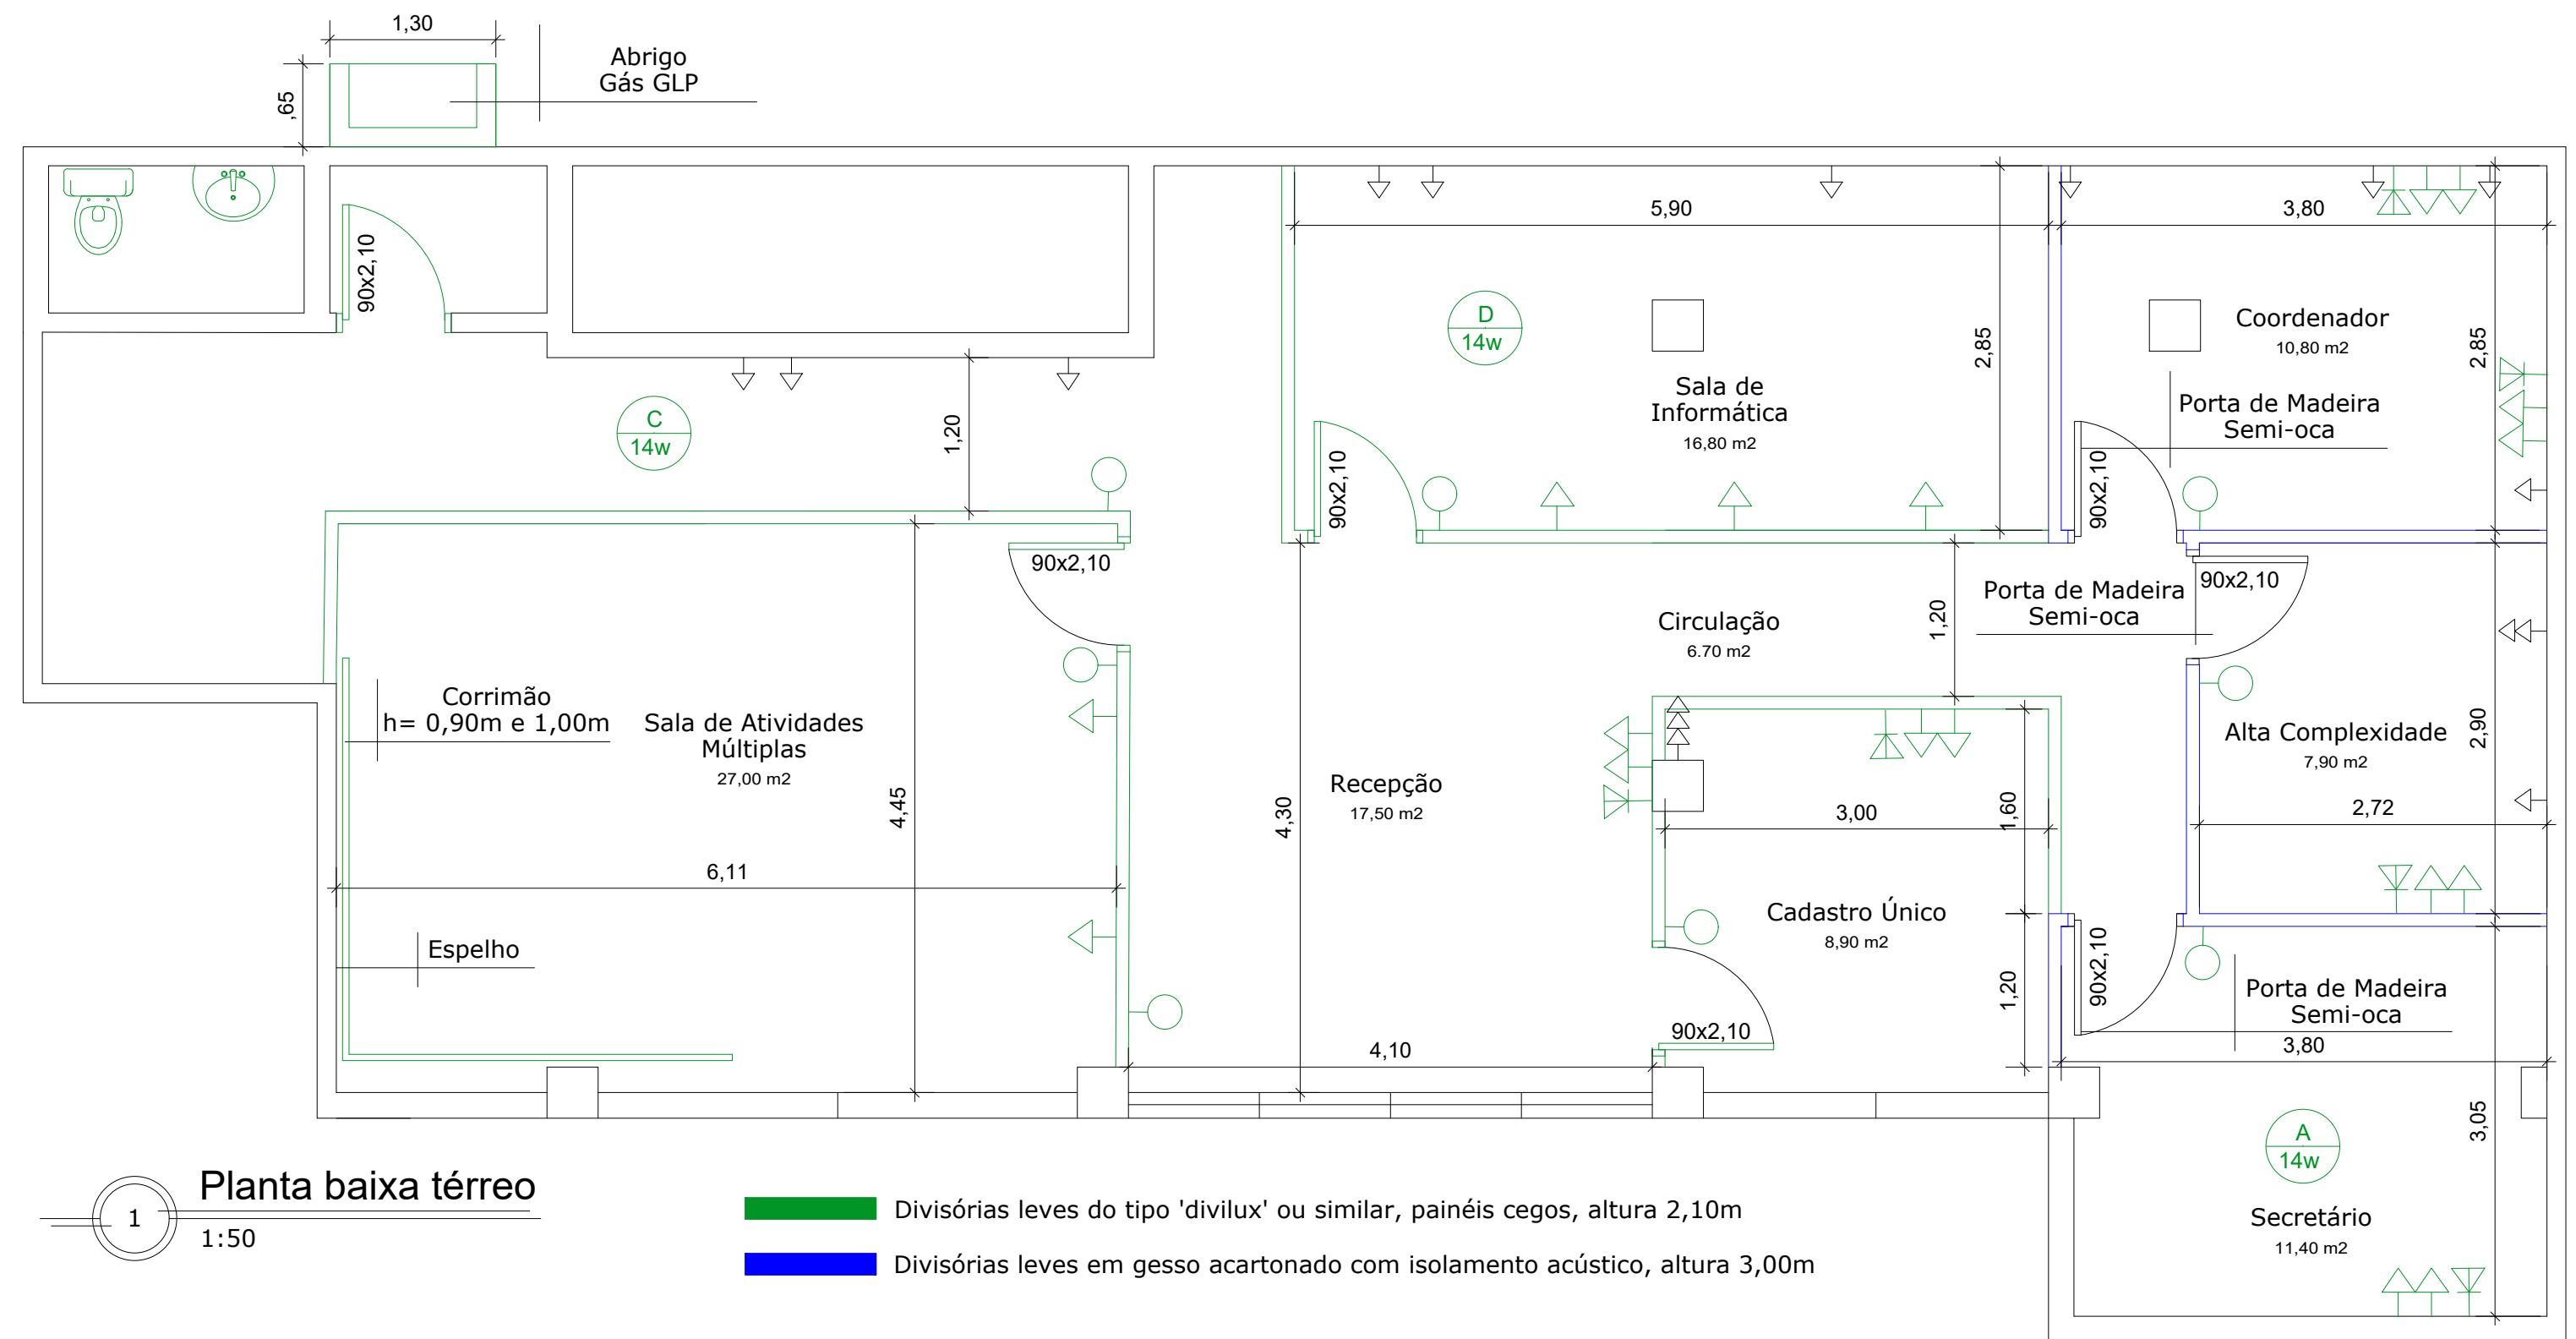 1,30
Abrigo
Gás GLP
,65
5,90
3,80
90x2,10
D
14w
2,85
Coordenador
10,80 m2
2,85
Sala de
Informática
16,80 m2
Porta de Madeira
Semi-oca
C
14w
1,20
90x2,10
90x2,10
90x2,10
Porta de Madeira
Semi-oca
90x2,10
Circulação
6.70 m2
1,20
Corrimão
h= 0,90m e 1,00m
Sala de Atividades
Múltiplas
27,00 m2
Alta Complexidade
7,90 m2
2,90
Recepção
17,50 m2
4,45
4,30
3,00
1,60
2,72
6,11
Cadastro Único
8,90 m2
Espelho
1,20
90x2,10
Porta de Madeira
Semi-oca
90x2,10
4,10
3,80
3,05
A
14w
Planta baixa térreo
1
1:50
Divisórias leves do tipo 'divilux' ou similar, painéis cegos, altura 2,10m
Divisórias leves em gesso acartonado com isolamento acústico, altura 3,00m
Secretário
11,40 m2